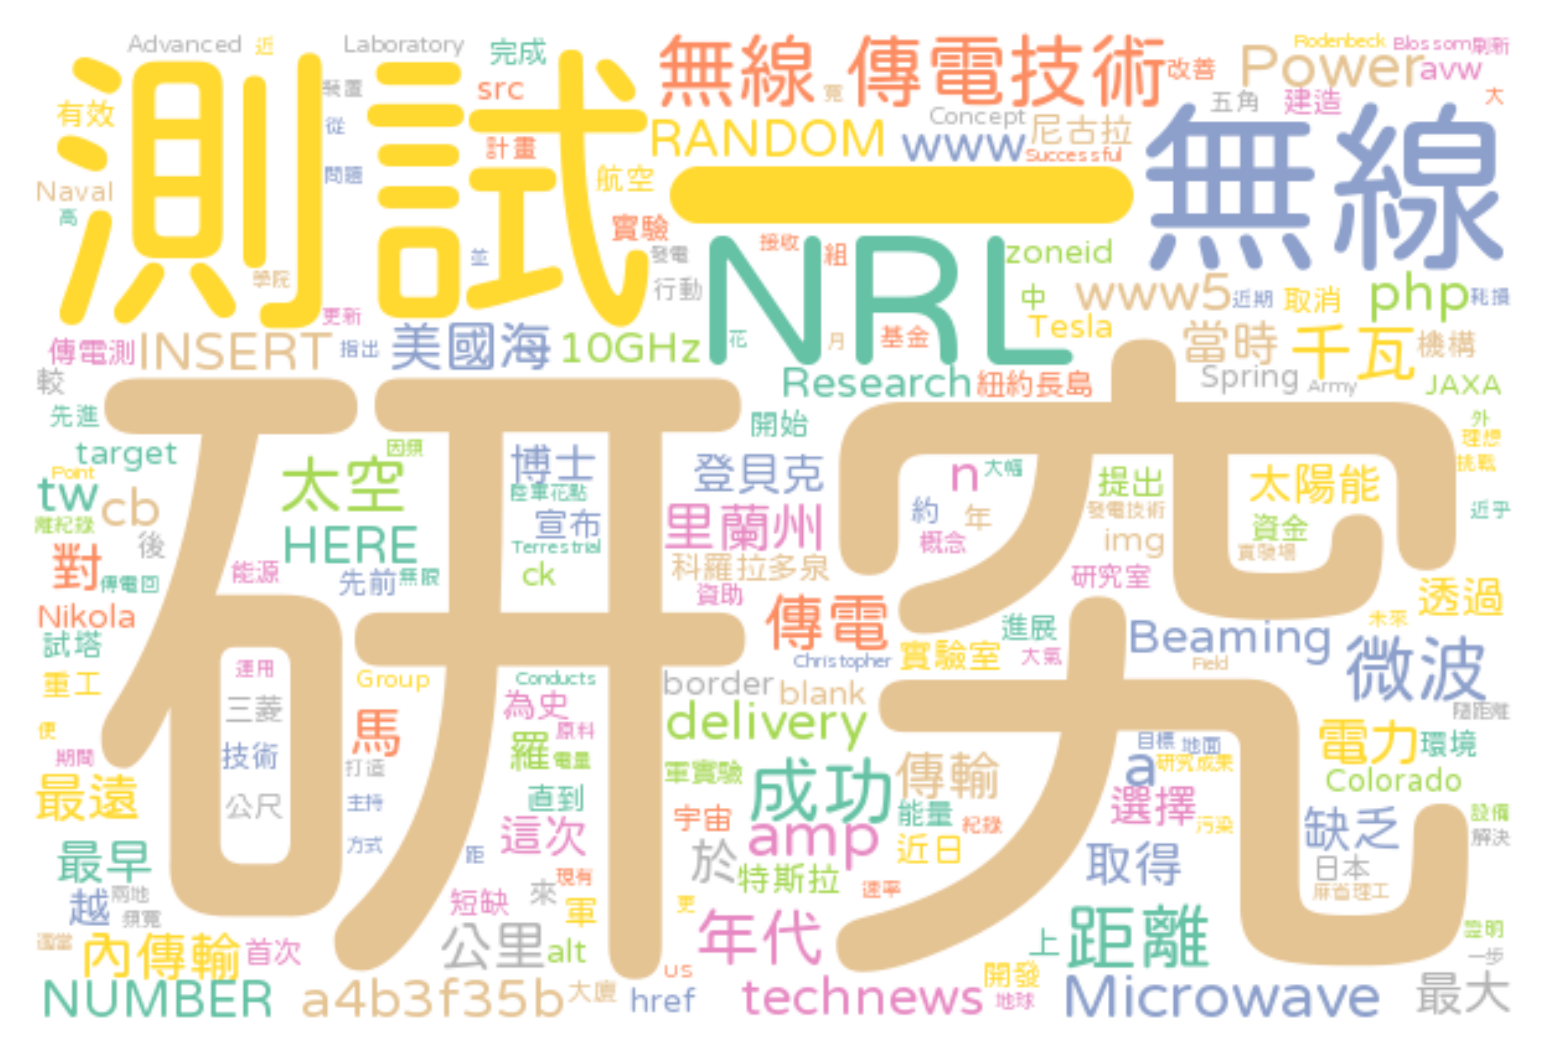 Advanced
近
Laboratory
完成
無線
傳電技術
改善
Power
Rodenbeck
Blossom
刷新
avw
測試
一
有效
裝置
src
寬
RANDOM
www
Concept
尼古拉
五角
建造
大
從
計畫
Successful
無線
Naval
問題
航空
高
實驗
並
發電
接收
組
NRL
zoneid
學院
行動
中
www5
近期
取消
php
耗損
更新
Tesla
傳電測
INSERT
指出
美國海
10GHz
花
月
基金
當時
千瓦
機構
較
Research
紐約長島
Spring
Army
JAXA
研究
先進
開始
外
理想
target
因頻
博士
登貝克
n
大幅
提出
太陽能
挑戰
Point
太空
tw
cb
陸軍花點
宣布
里蘭州
約
年
發電技術
資金
近乎
離紀錄
後
HERE
Terrestrial
概念
img
實驗場
對
傳電回
能源
先前
無限
ck
科羅拉多泉
研究室
透過
Nikola
資助
傳電
進展
未來
試塔
Christopher
實驗室
大氣
Beaming
微波
運用
Field
重工
Group
Conducts
border
blank
三菱
為史
隨距離
便
馬
原料
delivery
電力
環境
期間
技術
羅
電量
目標
地面
打造
軍實驗
成功
傳輸
a
研究成果
Colorado
最遠
公尺
主持
直到
能量
選擇
宇宙
紀錄
污染
缺乏
設備
方式
這次
amp
近日
解決
最早
距
於
特斯拉
取得
日本
越
兩地
現有
速率
麻省理工
頻寬
短缺
來
軍
更
年代
距離
證明
國當
內傳輸
首次
公里
alt
上
一步
us
開發
NUMBER
a4b3f35b
大廈
href
technews
地球
Microwave
最大